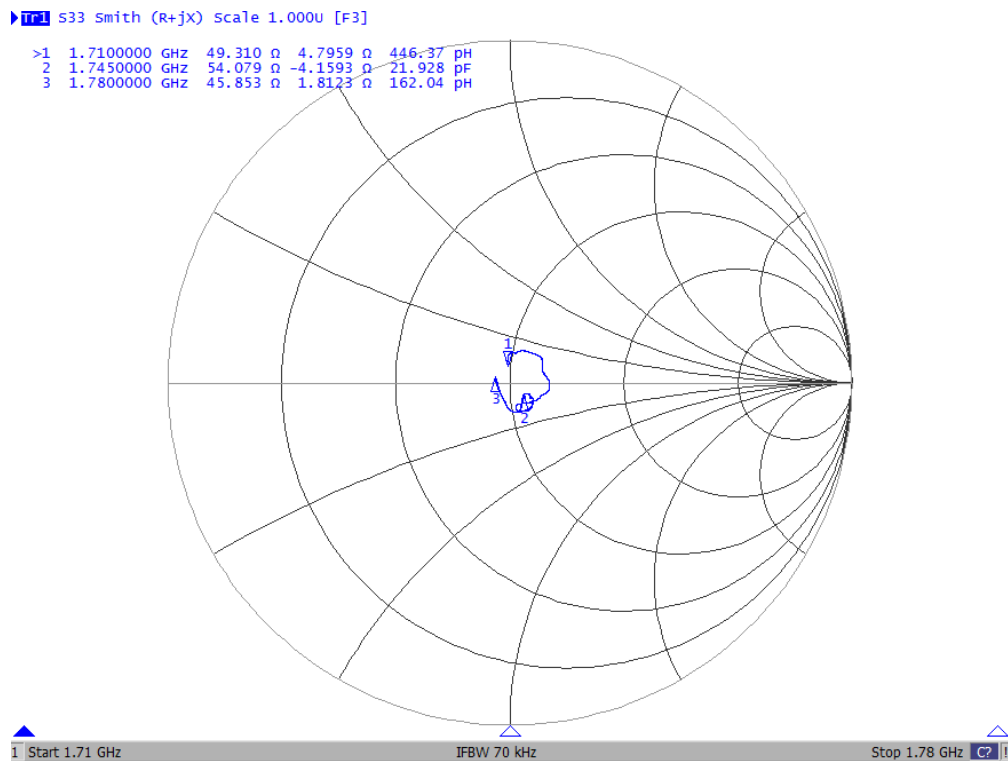 Tr1 S33 Smith (R+jX) Scale 1.000U [F3]
>1 1.7100000 GHz 49.310 Ω 4.7959 Ω 446.37 pH
2 1.7450000 GHz 54.079 Ω -4.1593 Ω 21.928 pF
3 1.7800000 GHz 45.853 Ω 1.8123 Ω 162.04 pH
1
3
2
1 Start 1.71 GHz IFBW 70 kHz Stop 1.78 GHz C? !